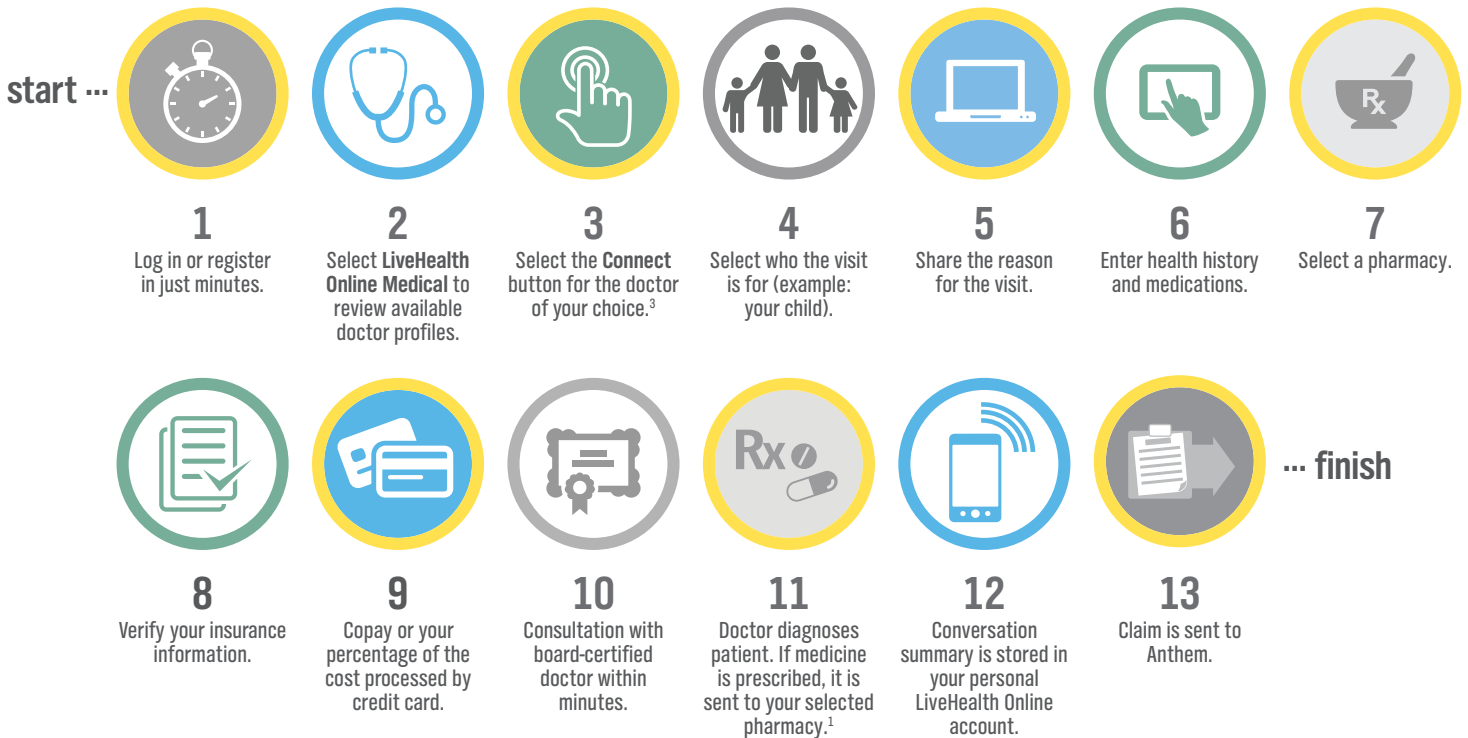 start ...
1
Log in or register
in just minutes.
2
Select LiveHealth
Online Medical to
review available
doctor profiles.
3
Select the Connect
button for the doctor
of your choice.3
4
Select who the visit
is for (example:
your child).
5
Share the reason
for the visit.
6
Enter health history
and medications.
Rx
7
Select a pharmacy.
8
Verify your insurance
information.
9
Copay or your
percentage of the
cost processed by
credit card.
10
Consultation with
board-certified
doctor within
minutes.
Rx
11
Doctor diagnoses
patient. If medicine
is prescribed, it is
sent to your selected
pharmacy.1
12
Conversation
summary is stored in
your personal
LiveHealth Online
account.
13
Claim is sent to
Anthem.
... finish